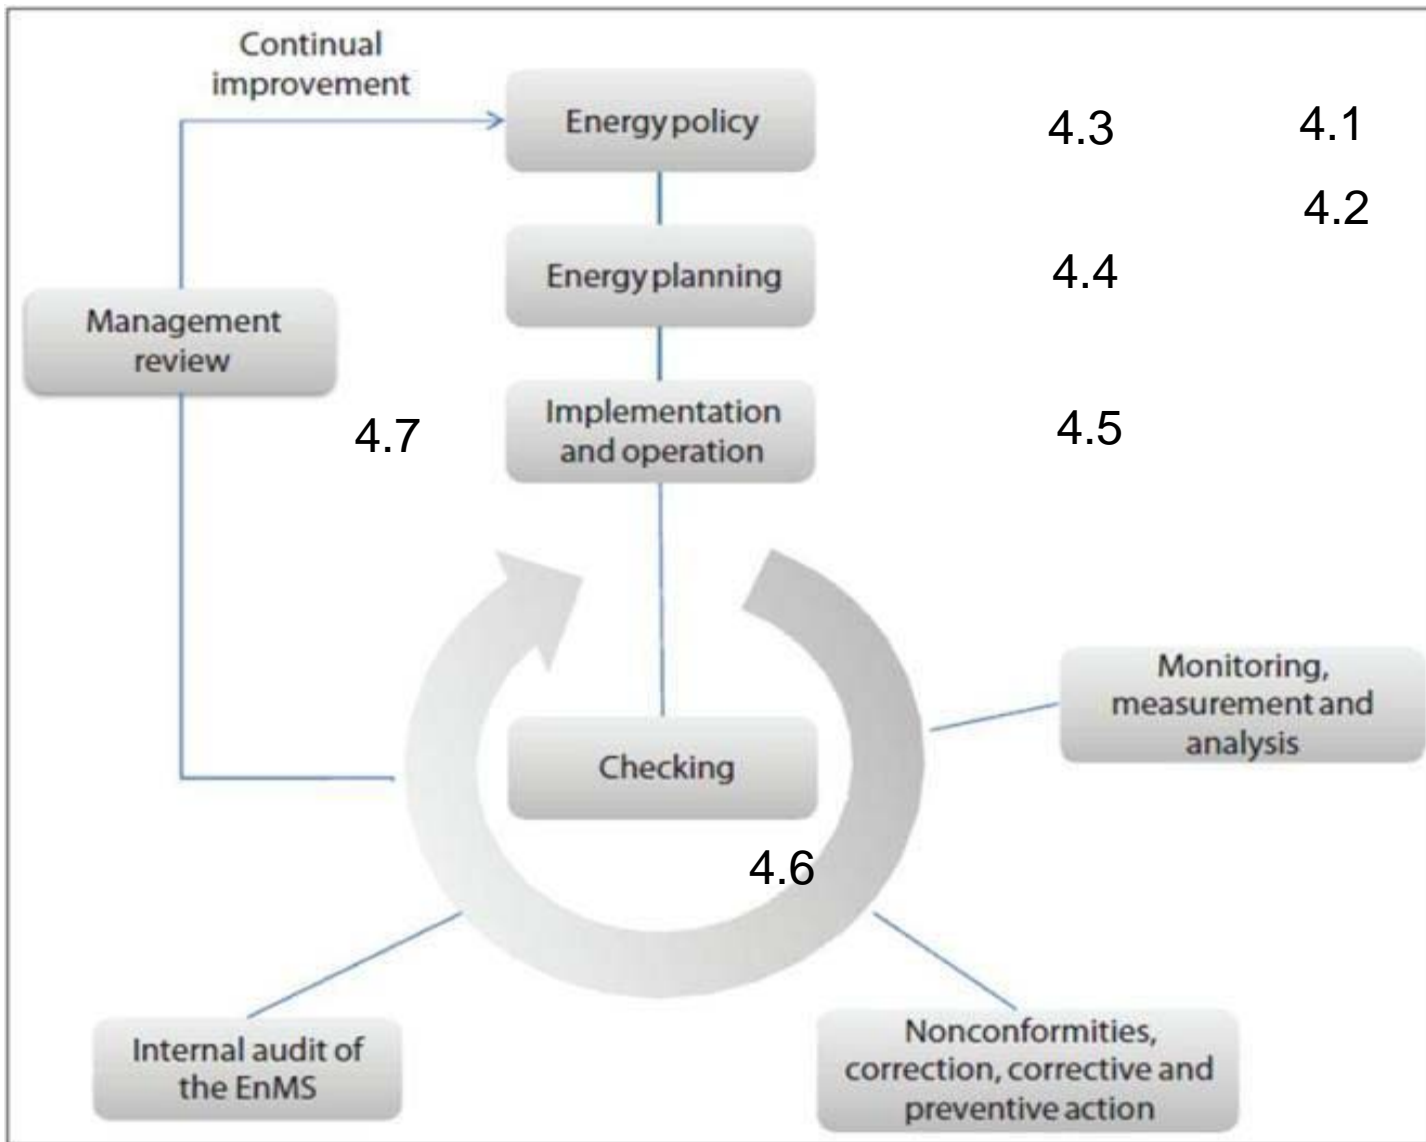 Continual
improvement
Energy policy
4.3
4.1
4.2
Energy planning
4.4
Management
review
Implementation
and operation
4.7
4.5
Monitoring,
measurement and
analysis
Checking
4.6
Internal audit of
the EnMS
Nonconformities,
correction, corrective and
preventive action